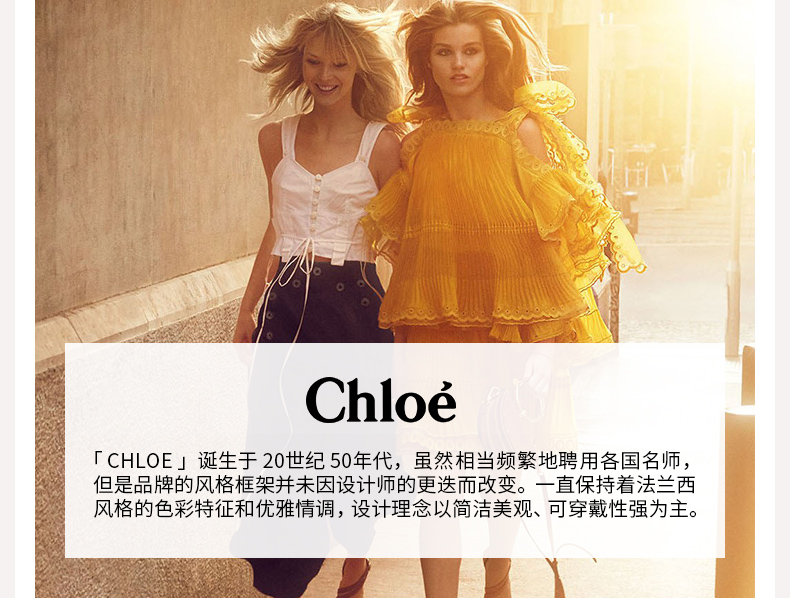 Chloé
「 CHLOE 」诞生于 20世纪 50年代，虽然相当频繁地聘用各国名师，
但是品牌的风格框架并未因设计师的更迭而改变。一直保持着法兰西
风格的色彩特征和优雅情调，设计理念以简洁美观、可穿戴性强为主。